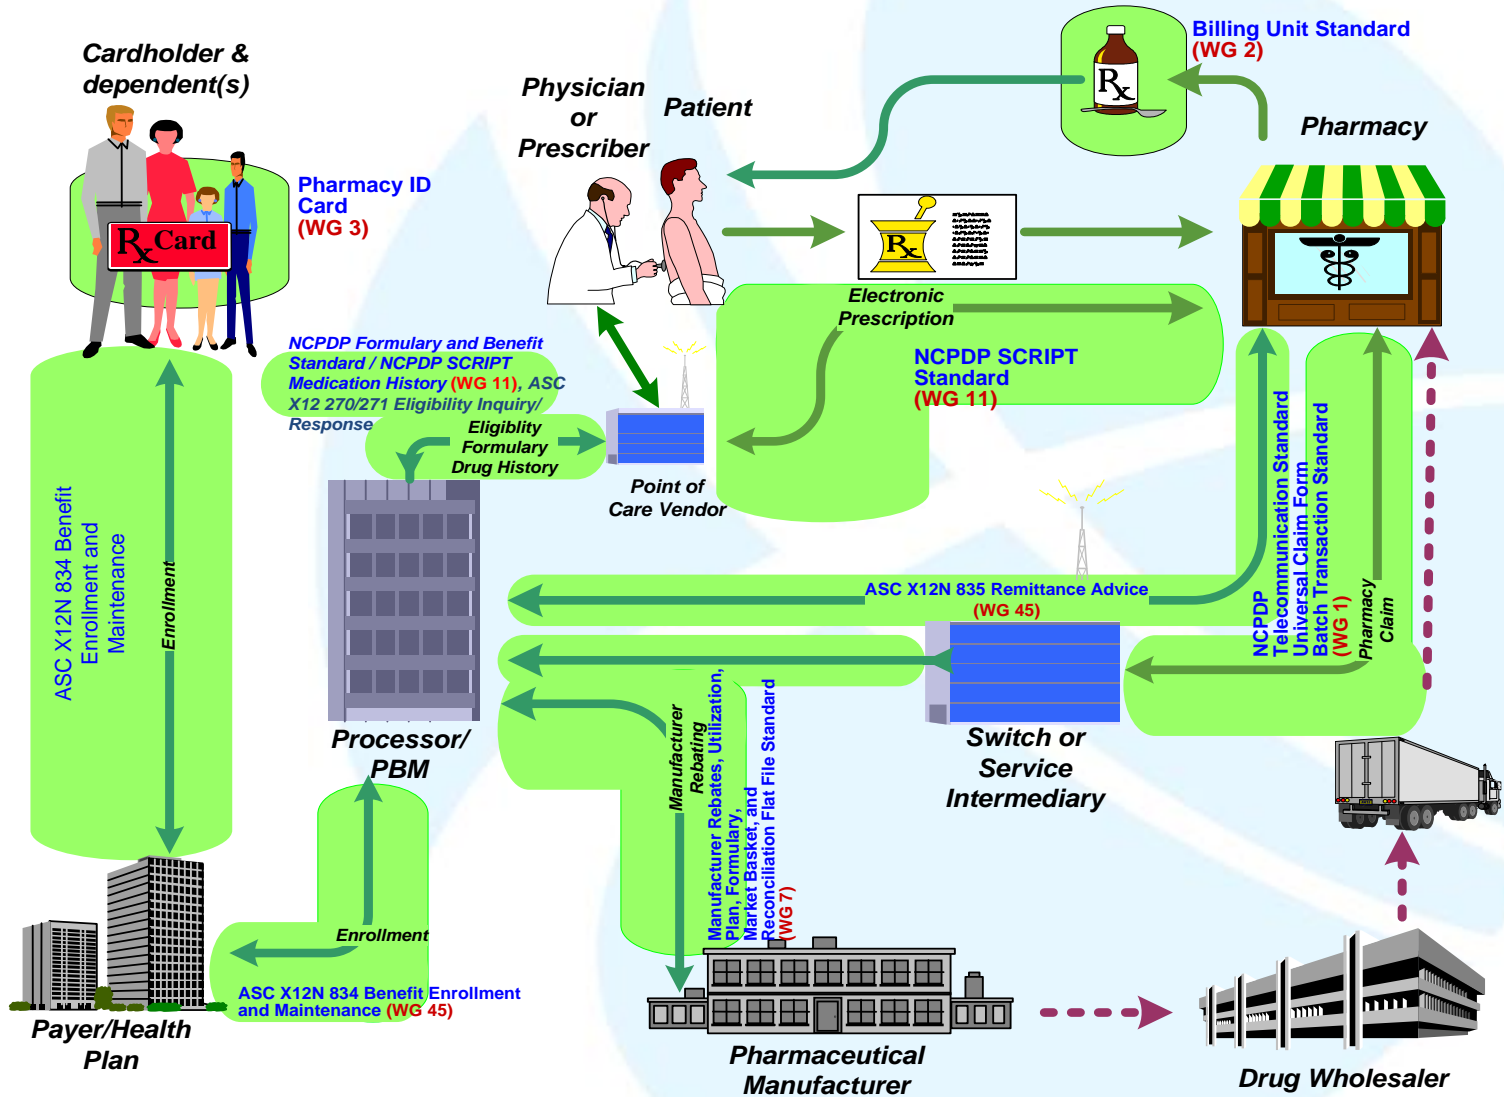 Cardholder &
dependent(s)
Rx Card
Pharmacy ID
Card
(WG 3)
Physician
or
Prescriber
Patient
Billing Unit Standard
(WG 2)
Rx
Pharmacy
Rx
Electronic
Prescription
NCPDP SCRIPT
Standard
(WG 11)
NCPDP Formulary and Benefit
Standard / NCPDP SCRIPT
Medication History (WG 11), ASC
X12 270/271 Eligibility Inquiry/
Response
Eligiblity
Formulary
Drug History
Point of
Care Vendor
ASC X12N 834 Benefit
Enrollment and
Maintenance
Enrollment
ASC X12N 835 Remittance Advice
(WG 45)
NCPDP
Telecommunication Standard
Universal Claim Form
Batch Transaction Standard
(WG 1)
Pharmacy
Claim
Processor/
PBM
Manufacturer
Rebating
Manufacturer Rebates, Utilization,
Plan, Formulary,
Market Basket, and
Reconciliation Flat File Standard
(WG 7)
Switch or
Service
Intermediary
Enrollment
ASC X12N 834 Benefit Enrollment
and Maintenance (WG 45)
Payer/Health
Plan
Pharmaceutical
Manufacturer
Drug Wholesaler